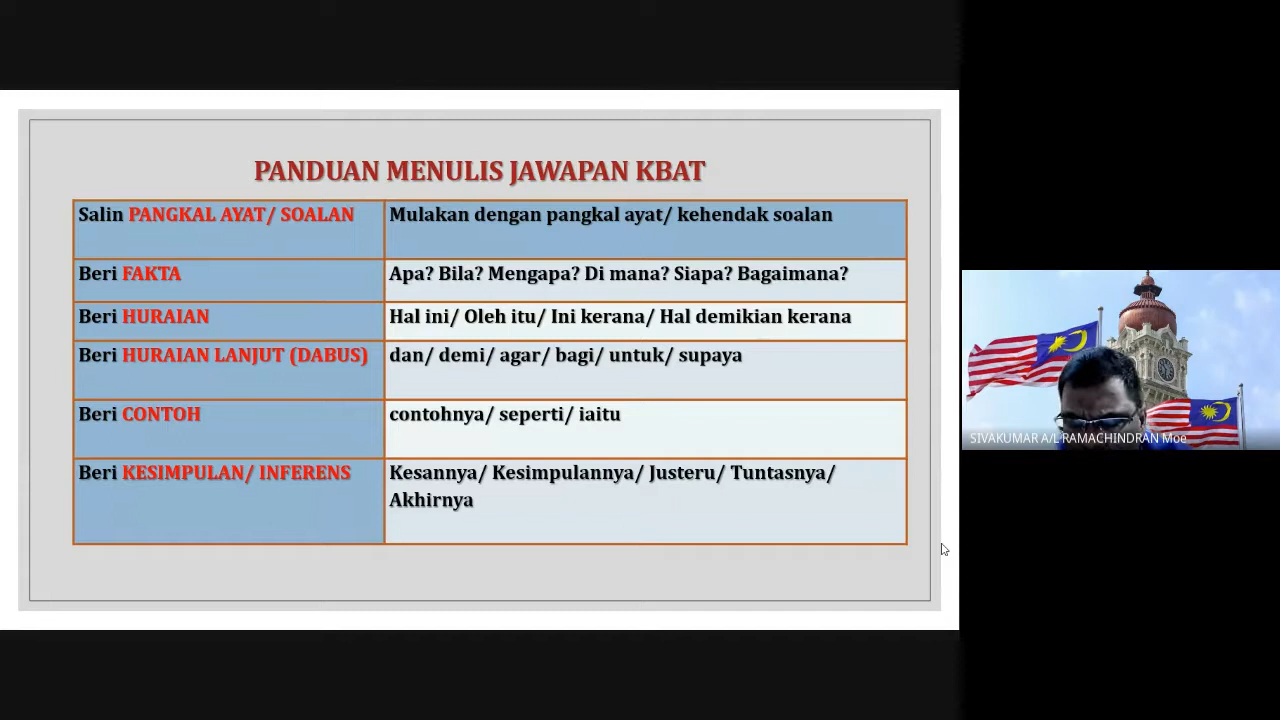 PANDUAN MENULIS JAWAPAN KBAT
Salin PANGKAL AYAT/ SOALAN
Mulakan dengan pangkal ayat/ kehendak soalan
Beri FAKTA
Apa? Bila? Mengapa? Di mana? Siapa? Bagaimana?
Beri HURAIAN
Hal ini/ Oleh itu/ Ini kerana/ Hal demikian kerana
Beri HURAIAN LANJUT (DABUS)
dan/ demi/ agar/ bagi/ untuk/ supaya
Beri CONTOH
contohnya/ seperti/ iaitu
Beri KESIMPULAN/ INFERENS
Kesannya/ Kesimpulannya/ Justeru/ Tuntasnya/
Akhirnya
SIVAKUMAR A/L RAMACHINDRAN Moe